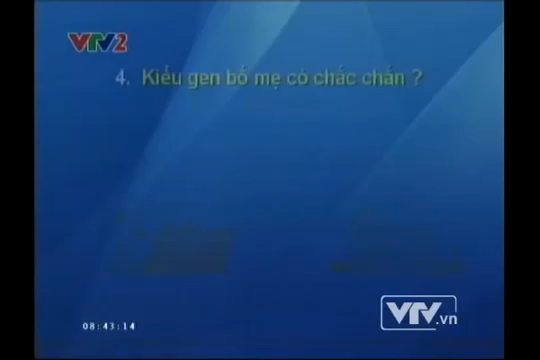 VTV2
4. Kiểu gen bố mẹ có chắc chắn ?
VTV.vn
08:43:14